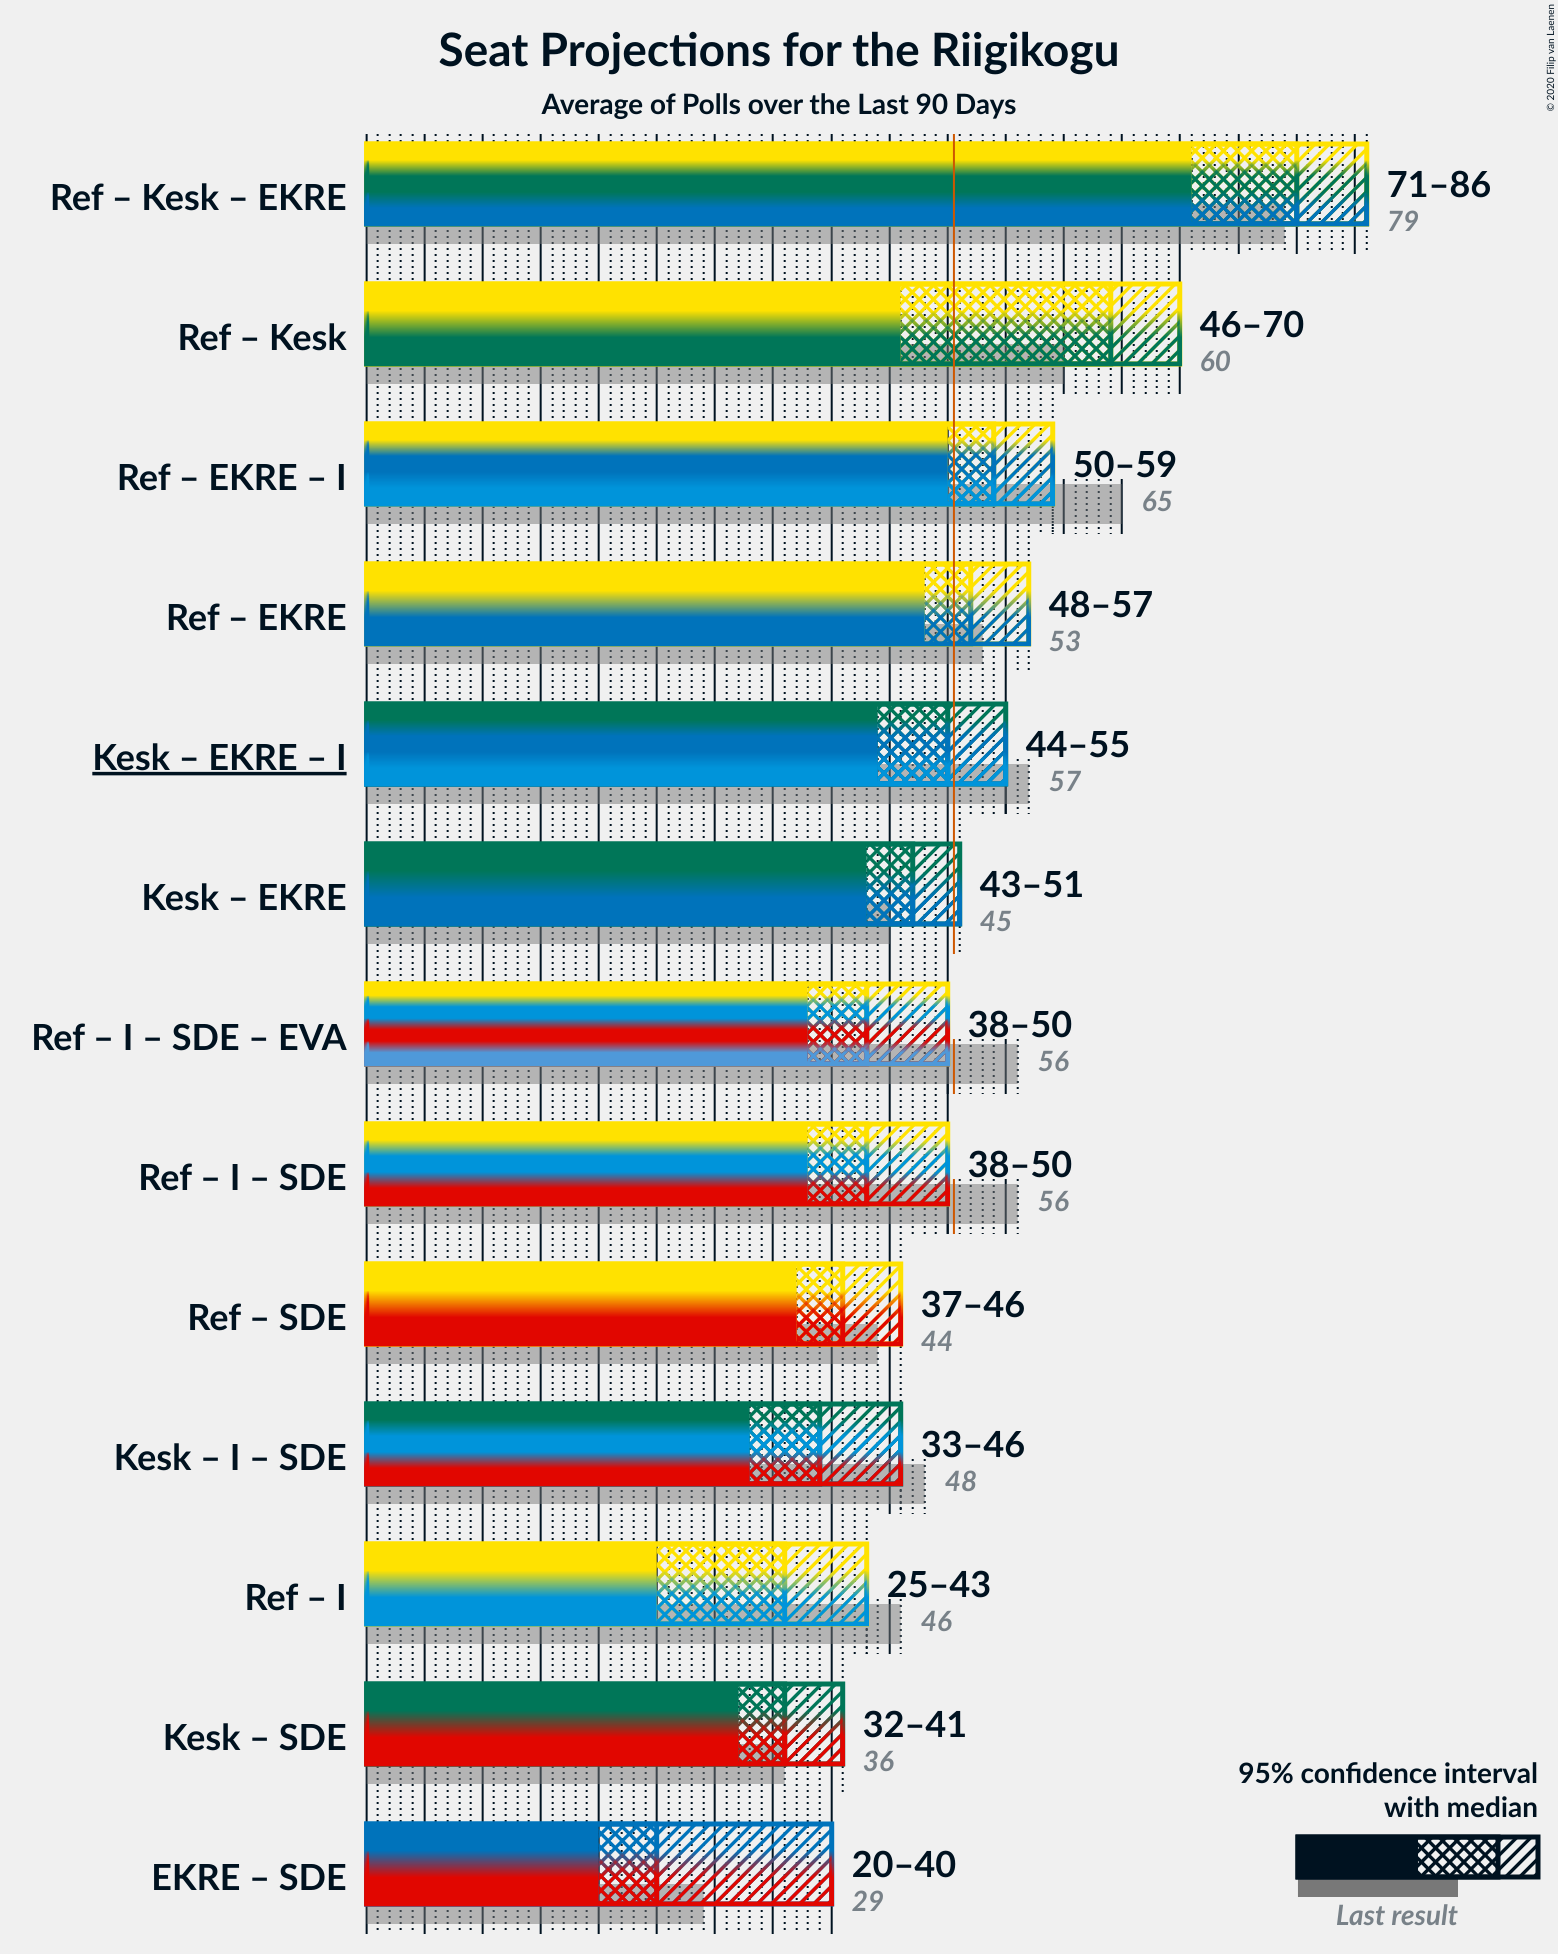 Seat Projections for the Riigikogu
Average of Polls over the Last 90 Days
© 2020 Filip van Laenen
Ref – Kesk – EKRE
71–86
79
Ref – Kesk
46–70
60
Ref – EKRE – I
50–59
65
Ref – EKRE
48–57
53
Kesk – EKRE – I
44–55
57
Kesk – EKRE
43–51
45
Ref – I – SDE – EVA
38–50
56
Ref – I – SDE
38–50
56
Ref – SDE
37–46
44
Kesk – I – SDE
33–46
48
Ref – I
25–43
46
Kesk – SDE
32–41
36
EKRE – SDE
20–40
29
95% confidence interval
with median
Last result